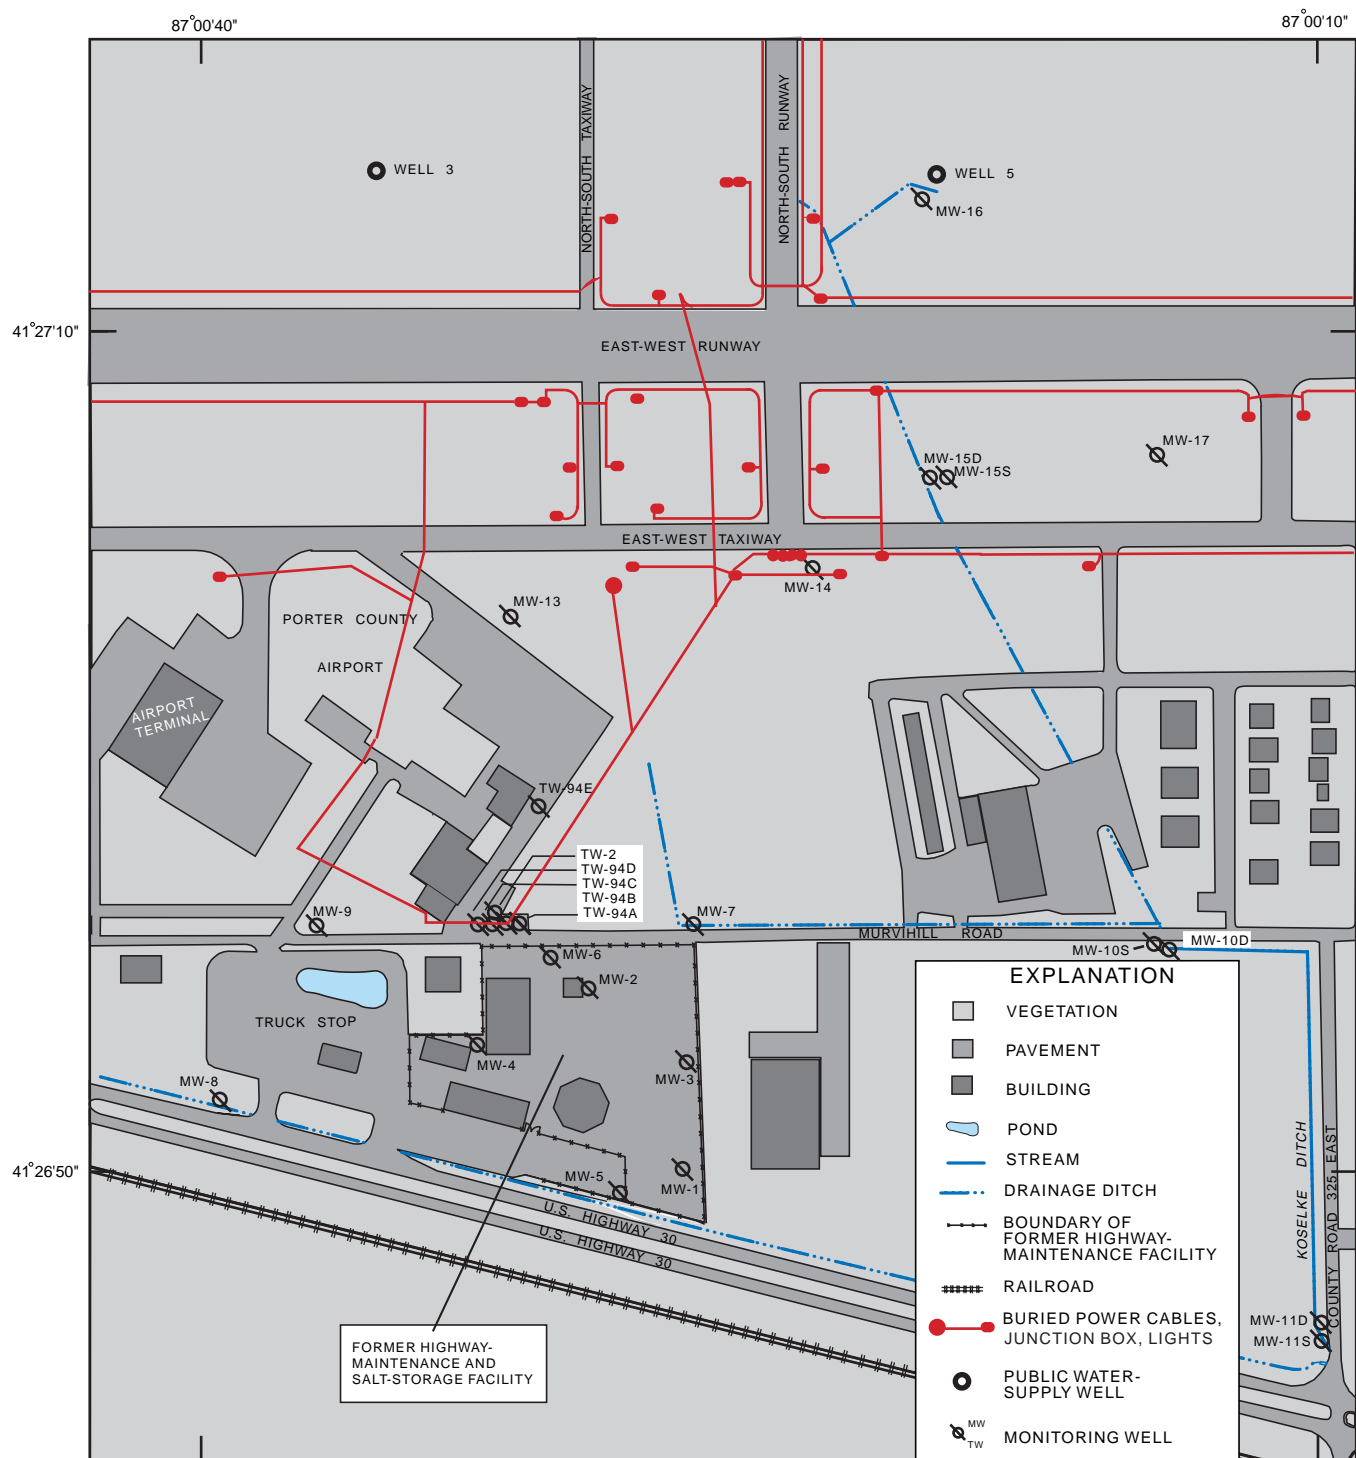 87°00'40"
87°00'10"
NORTH-SOUTH TAXIWAY
NORTH-SOUTH RUNWAY
WELL 3
WELL 5
MW-16
41°27'10"
EAST-WEST RUNWAY
MW-17
MW-15D
MW-15S
EAST-WEST TAXIWAY
MW-14
MW-13
PORTER COUNTY
AIRPORT
AIRPORT
TERMINAL
TW-94E
TW-2
TW-94D
TW-94C
TW-94B
TW-94A
MW-9
MW-7
MURVIHILL ROAD
MW-10S
MW-10D
MW-6
MW-2
TRUCK STOP
MW-4
MW-3
MW-8
MW-5
MW-1
41°26'50"
U.S. HIGHWAY 30
U.S. HIGHWAY 30
KOSELKE DITCH
COUNTY ROAD 325 EAST
MW-11D
MW-11S
FORMER HIGHWAY-
MAINTENANCE AND
SALT-STORAGE FACILITY
EXPLANATION
VEGETATION
PAVEMENT
BUILDING
POND
STREAM
DRAINAGE DITCH
BOUNDARY OF
FORMER HIGHWAY-
MAINTENANCE FACILITY
RAILROAD
BURIED POWER CABLES,
JUNCTION BOX, LIGHTS
PUBLIC WATER-
SUPPLY WELL
MW
TW
MONITORING WELL